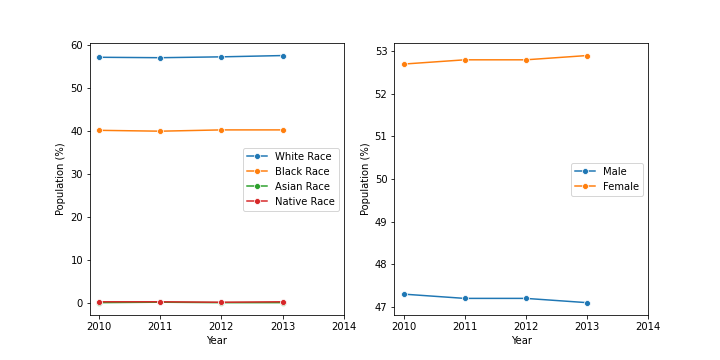 60
50
40
30
20
10
0
Population (%)
White Race
Black Race
Asian Race
Native Race
2010 2011 2012 2013 2014
Year
53
52
51
50
49
48
47
Population (%)
Male
Female
2010 2011 2012 2013 2014
Year